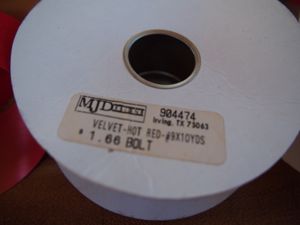 MJDesigns
904474
Irving, TX 75063
VELVET-HOT RED-#9X10YDS
1.66 BOLT